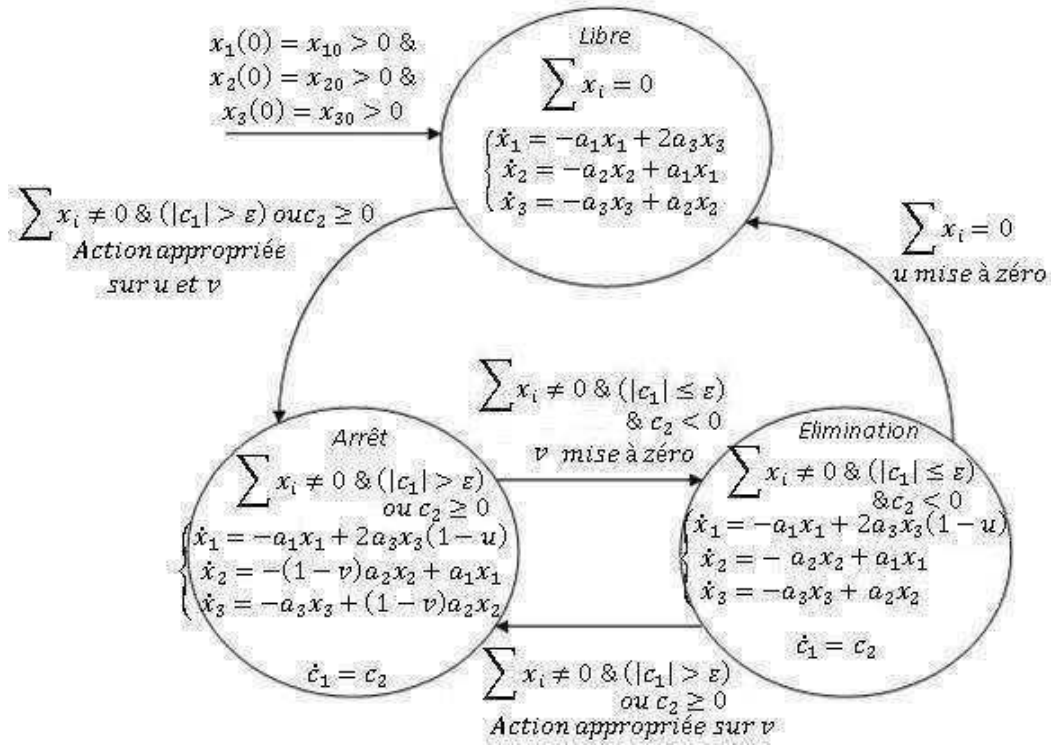 x₁(0) = x₁₀ > 0 &
x₂(0) = x₂₀ > 0 &
x₃(0) = x₃₀ > 0
Libre
∑ xᵢ = 0
ẋ₁ = −a₁x₁ + 2a₃x₃
ẋ₂ = −a₂x₂ + a₁x₁
ẋ₃ = −a₃x₃ + a₂x₂
∑ xᵢ ≠ 0 & (|c₁| > ε) ou c₂ ≥ 0
Action appropriée
sur u et v
∑ xᵢ = 0
u mise à zéro
∑ xᵢ ≠ 0 & (|c₁| ≤ ε)
& c₂ < 0
v mise à zéro
Arrêt
∑ xᵢ ≠ 0 & (|c₁| > ε)
ou c₂ ≥ 0
ẋ₁ = −a₁x₁ + 2a₃x₃(1 − u)
ẋ₂ = −(1 − v)a₂x₂ + a₁x₁
ẋ₃ = −a₃x₃ + (1 − v)a₂x₂
ċ₁ = c₂
Elimination
∑ xᵢ ≠ 0 & (|c₁| ≤ ε)
& c₂ < 0
ẋ₁ = −a₁x₁ + 2a₃x₃(1 − u)
ẋ₂ = − a₂x₂ + a₁x₁
ẋ₃ = −a₃x₃ + a₂x₂
ċ₁ = c₂
∑ xᵢ ≠ 0 & (|c₁| > ε)
ou c₂ ≥ 0
Action appropriée sur v